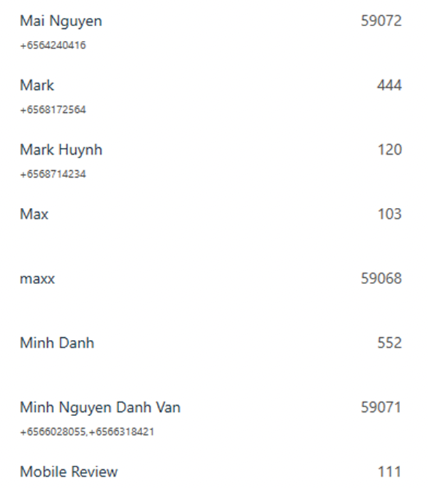 Mai Nguyen 59072
+6564240416
Mark 444
+6568172564
Mark Huynh 120
+6568714234
Max 103
maxx 59068
Minh Danh 552
Minh Nguyen Danh Van 59071
+6566028055,+6566318421
Mobile Review 111